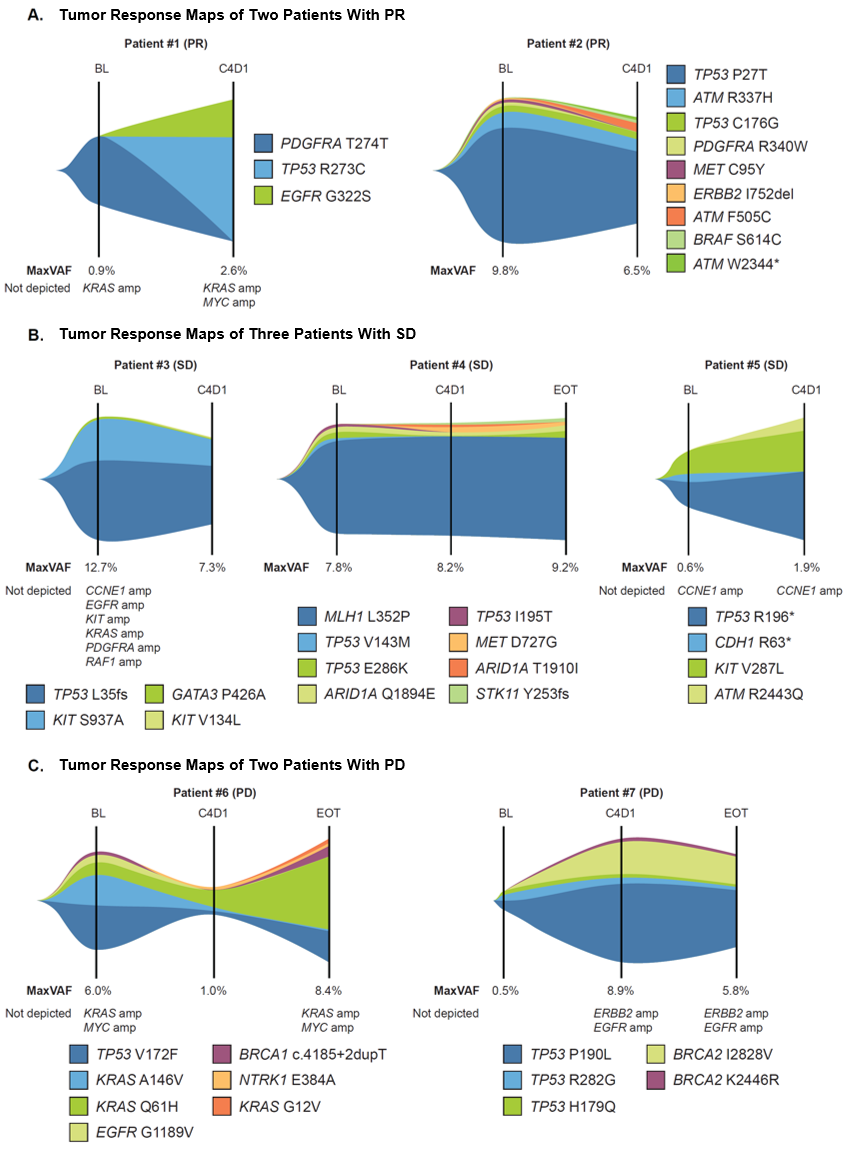 A. Tumor Response Maps of Two Patients With PR
Patient #1 (PR)
BL C4D1
PDGFRA T274T
TP53 R273C
EGFR G322S
MaxVAF 0.9% 2.6%
Not depicted KRAS amp KRAS amp
MYC amp
Patient #2 (PR)
BL C4D1
TP53 P27T
ATM R337H
TP53 C176G
PDGFRA R340W
MET C95Y
ERBB2 I752del
ATM F505C
BRAF S614C
ATM W2344*
MaxVAF 9.8% 6.5%
B. Tumor Response Maps of Three Patients With SD
Patient #3 (SD)
BL C4D1
MaxVAF 12.7% 7.3%
Not depicted CCNE1 amp
EGFR amp
KIT amp
KRAS amp
PDGFRA amp
RAF1 amp
TP53 L35fs GATA3 P426A
KIT S937A KIT V134L
Patient #4 (SD)
BL C4D1 EOT
MaxVAF 7.8% 8.2% 9.2%
MLH1 L352P TP53 I195T
TP53 V143M MET D727G
TP53 E286K ARID1A T1910I
ARID1A Q1894E STK11 Y253fs
Patient #5 (SD)
BL C4D1
MaxVAF 0.6% 1.9%
Not depicted CCNE1 amp CCNE1 amp
TP53 R196*
CDH1 R63*
KIT V287L
ATM R2443Q
C. Tumor Response Maps of Two Patients With PD
Patient #6 (PD)
BL C4D1 EOT
MaxVAF 6.0% 1.0% 8.4%
Not depicted KRAS amp KRAS amp
MYC amp MYC amp
TP53 V172F BRCA1 c.4185+2dupT
KRAS A146V NTRK1 E384A
KRAS Q61H KRAS G12V
EGFR G1189V
Patient #7 (PD)
BL C4D1 EOT
MaxVAF 0.5% 8.9% 5.8%
Not depicted ERBB2 amp ERBB2 amp
EGFR amp EGFR amp
TP53 P190L BRCA2 I2828V
TP53 R282G BRCA2 K2446R
TP53 H179Q